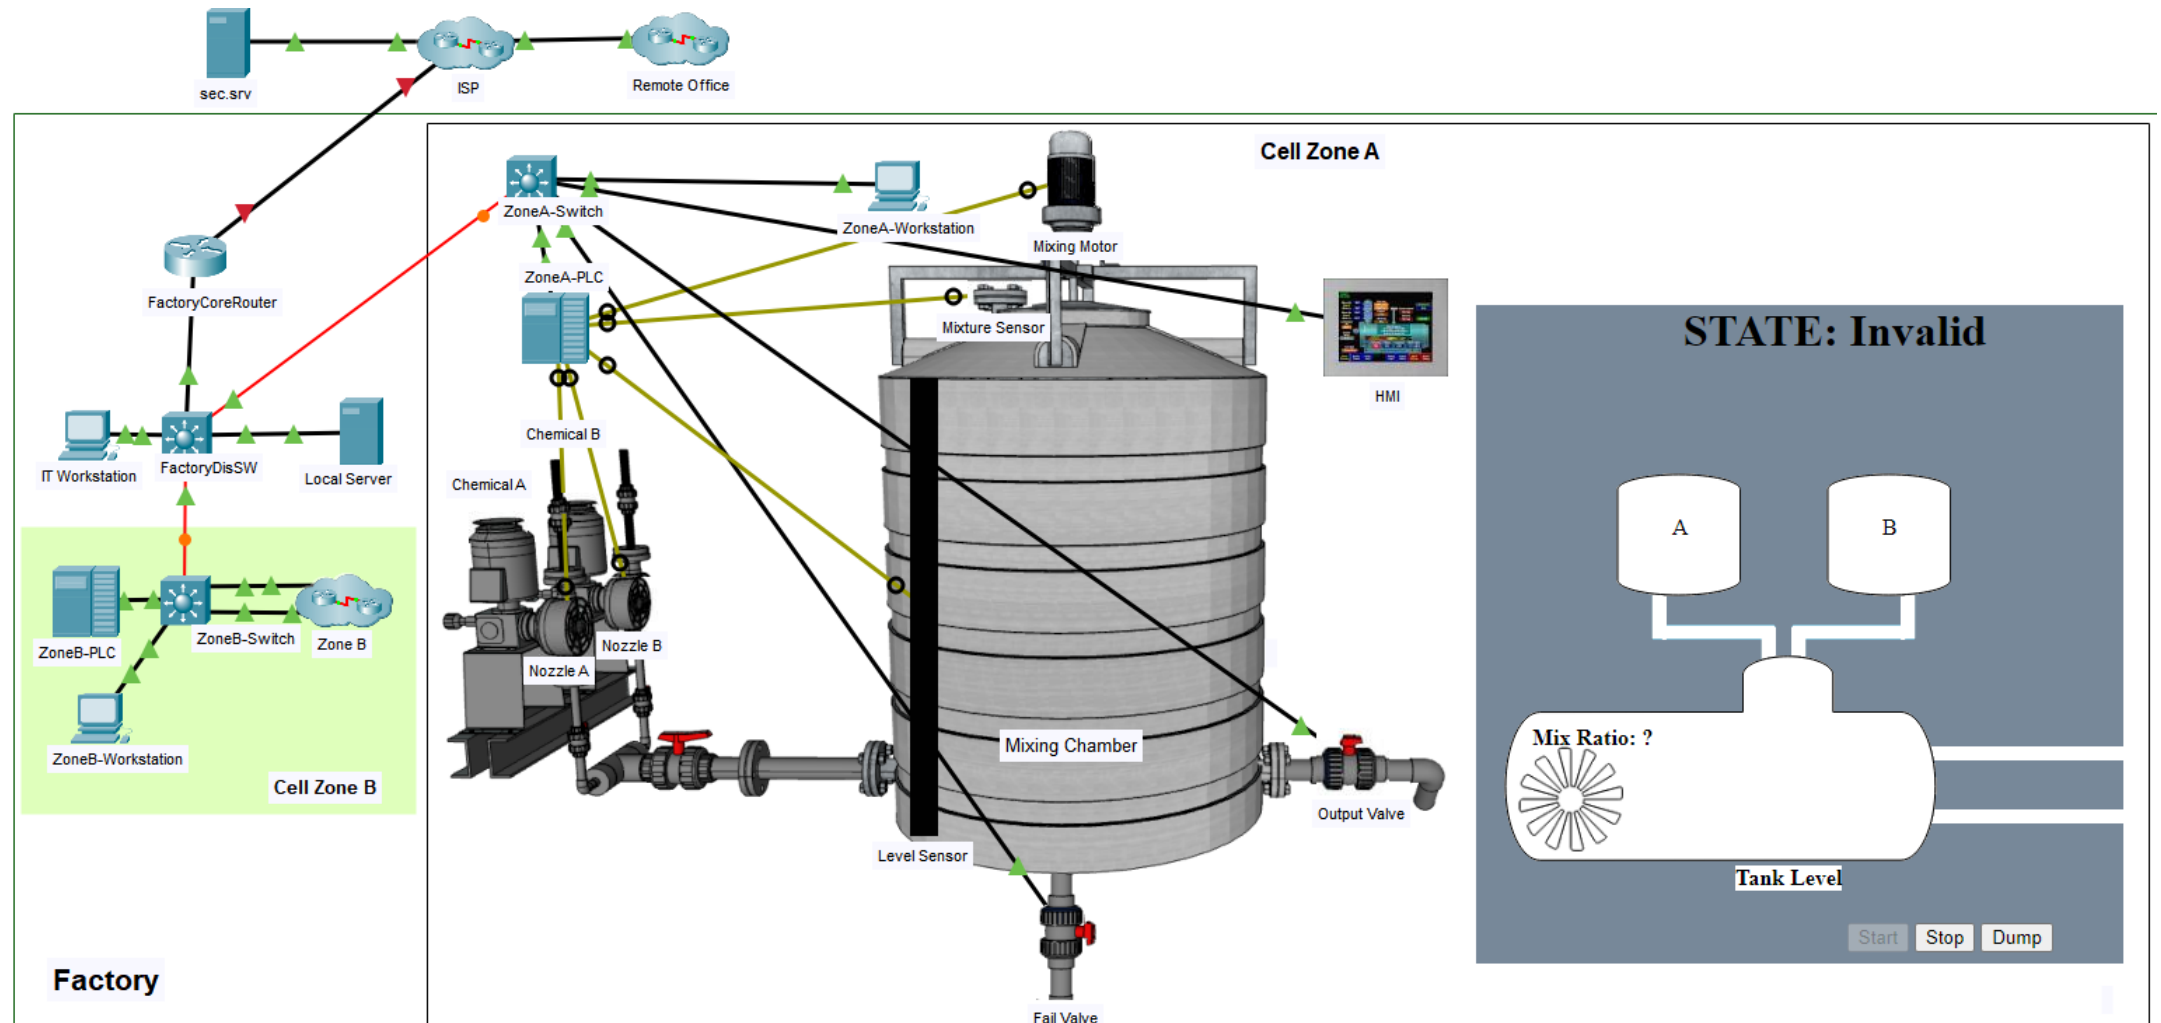 sec.srv
ISP
Remote Office
Cell Zone A
ZoneA-Switch
ZoneA-Workstation
Mixing Motor
ZoneA-PLC
FactoryCoreRouter
Mixture Sensor
STATE: Invalid
HMI
Chemical B
IT Workstation
FactoryDisSW
Local Server
Chemical A
A
B
ZoneB-PLC
ZoneB-Switch
Zone B
Nozzle B
Nozzle A
ZoneB-Workstation
Mixing Chamber
Mix Ratio: ?
Cell Zone B
Output Valve
Level Sensor
Tank Level
Start
Stop
Dump
Factory
Fail Valve